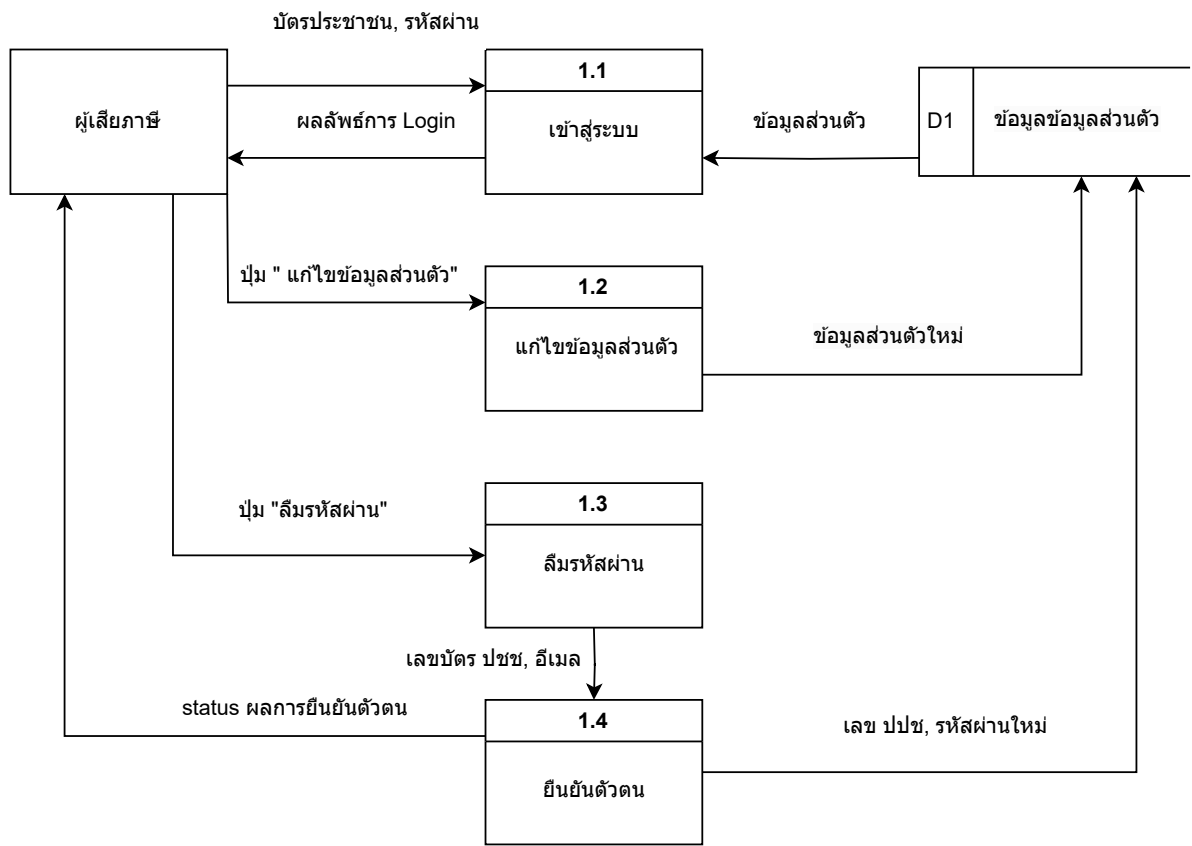 บัตรประชาชน, รหัสผ่าน
ผู้เสียภาษี
1.1
เข้าสู่ระบบ
ผลลัพธ์การ Login
ข้อมูลส่วนตัว
D1
ข้อมูลข้อมูลส่วนตัว
ปุ่ม " แก้ไขข้อมูลส่วนตัว"
1.2
แก้ไขข้อมูลส่วนตัว
ข้อมูลส่วนตัวใหม่
ปุ่ม "ลืมรหัสผ่าน"
1.3
ลืมรหัสผ่าน
เลขบัตร ปชช, อีเมล
status ผลการยืนยันตัวตน
1.4
ยืนยันตัวตน
เลข ปปช, รหัสผ่านใหม่